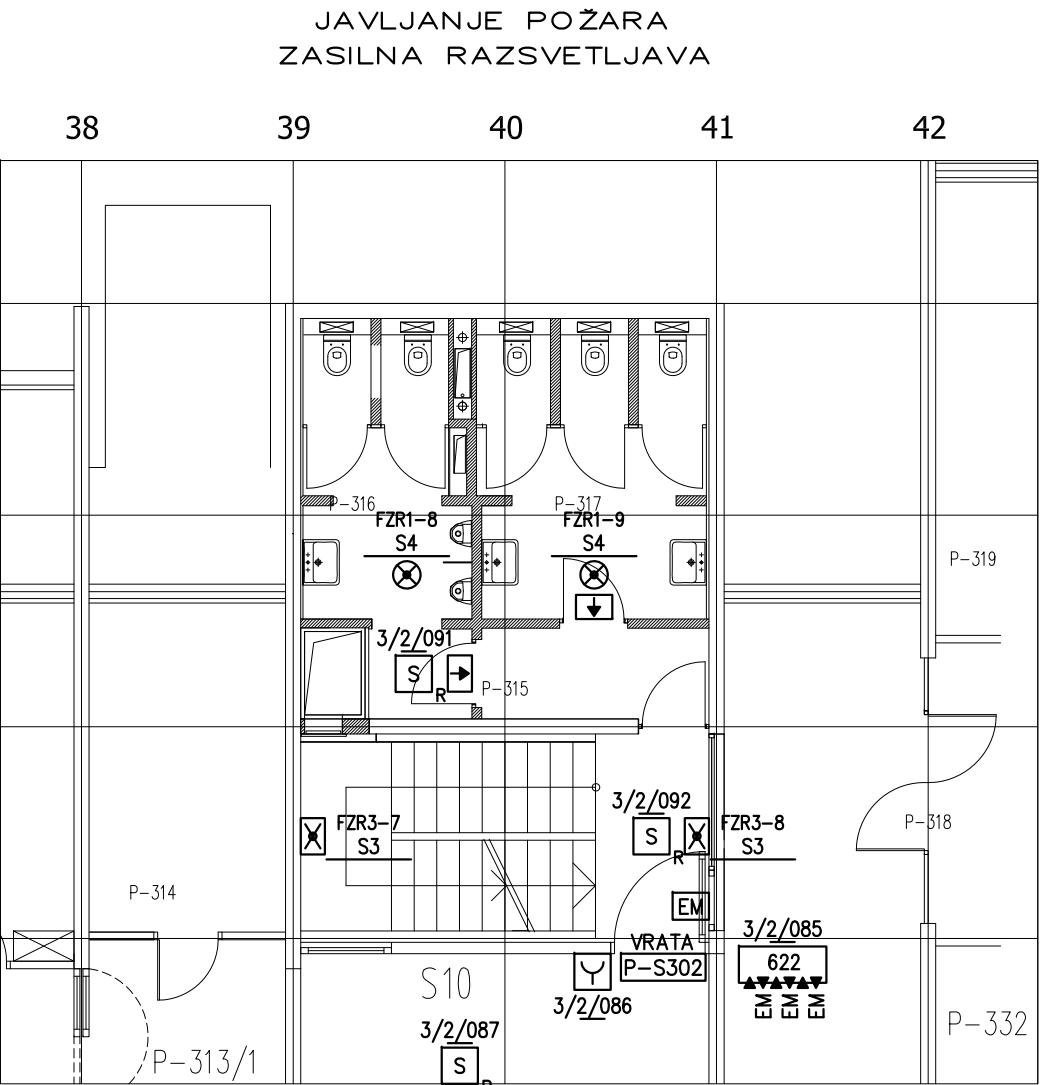 JAVLJANJE POŽARA
ZASILNA RAZSVETLJAVA
38 39 40 41 42
P-316
P-317
FZR1-8
S4
FZR1-9
S4
P-319
3/2/091
S
R
P-315
3/2/092
S
R
FZR3-7
S3
FZR3-8
S3
P-318
P-314
EM
VRATA
P-S302
3/2/085
622
EM EM EM
S10
3/2/086
3/2/087
S
R
P-332
P-313/1